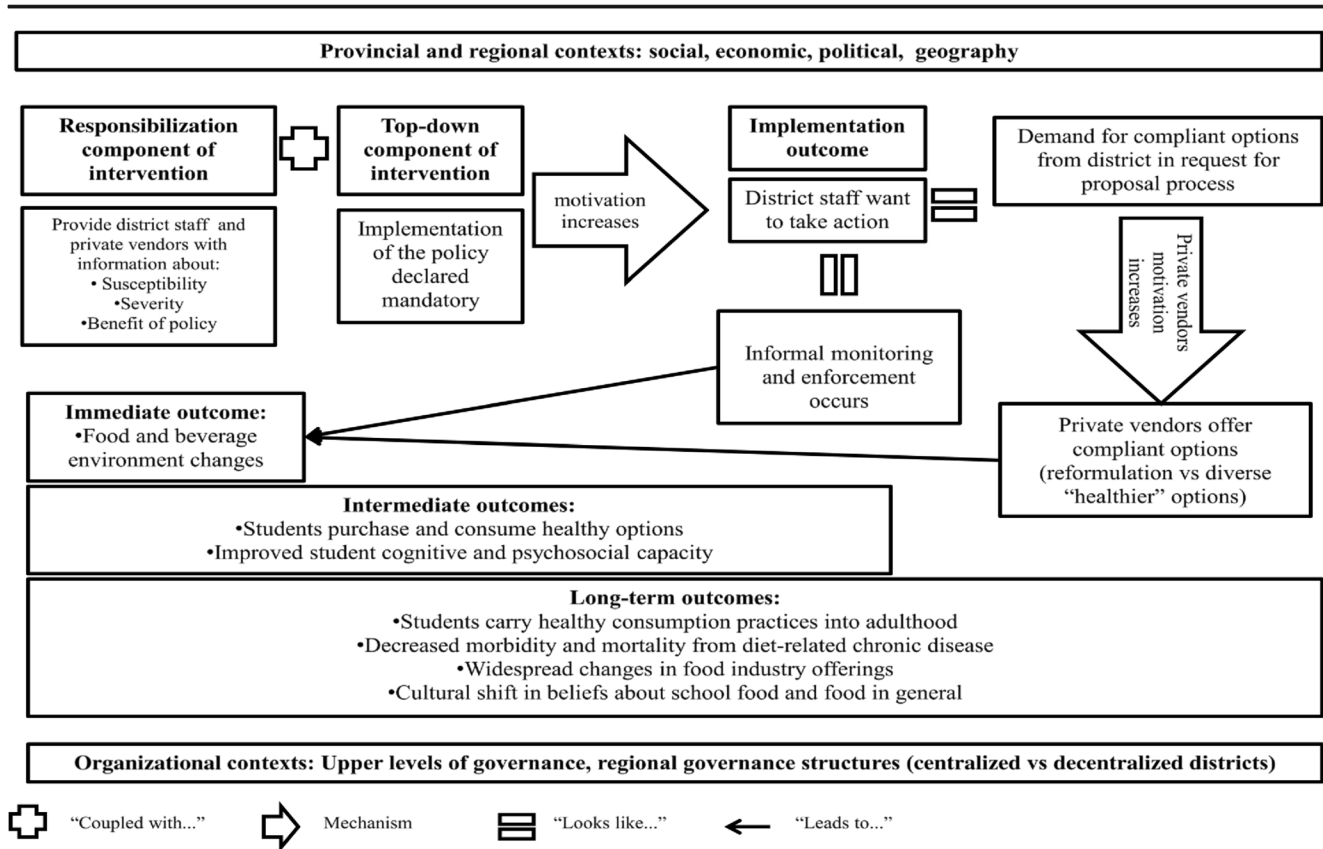 Provincial and regional contexts: social, economic, political, geography
Responsibilization
component of
intervention
Top-down
component of
intervention
Implementation
outcome
Demand for compliant options
from district in request for
proposal process
Provide district staff and
private vendors with
information about:
• Susceptibility
•Severity
•Benefit of policy
Implementation
of the policy
declared
mandatory
motivation
increases
District staff want
to take action
Private vendors
motivation
increases
Informal monitoring
and enforcement
occurs
Immediate outcome:
•Food and beverage
environment changes
Private vendors offer
compliant options
(reformulation vs diverse
“healthier” options)
Intermediate outcomes:
•Students purchase and consume healthy options
•Improved student cognitive and psychosocial capacity
Long-term outcomes:
•Students carry healthy consumption practices into adulthood
•Decreased morbidity and mortality from diet-related chronic disease
•Widespread changes in food industry offerings
•Cultural shift in beliefs about school food and food in general
Organizational contexts: Upper levels of governance, regional governance structures (centralized vs decentralized districts)
“Coupled with...”
Mechanism
“Looks like...”
“Leads to...”